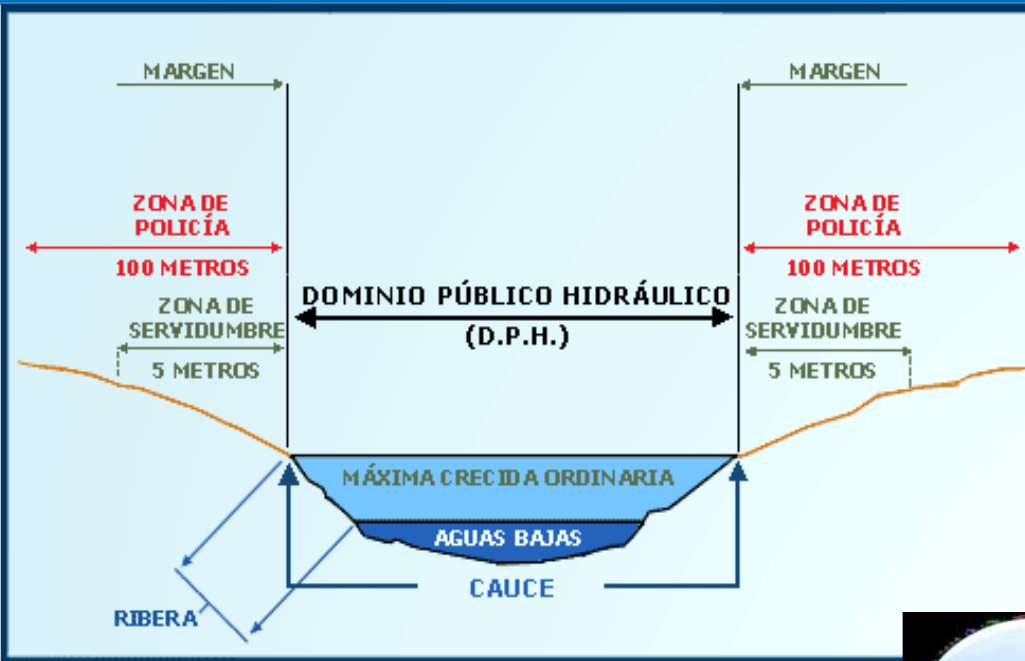 MARGEN
MARGEN
ZONA DE
POLICÍA
100 METROS
ZONA DE
POLICÍA
100 METROS
ZONA DE
SERVIDUMBRE
5 METROS
DOMINIO PÚBLICO HIDRÁULICO
(D.P.H.)
ZONA DE
SERVIDUMBRE
5 METROS
MÁXIMA CRECIDA ORDINARIA
AGUAS BAJAS
CAUCE
RIBERA